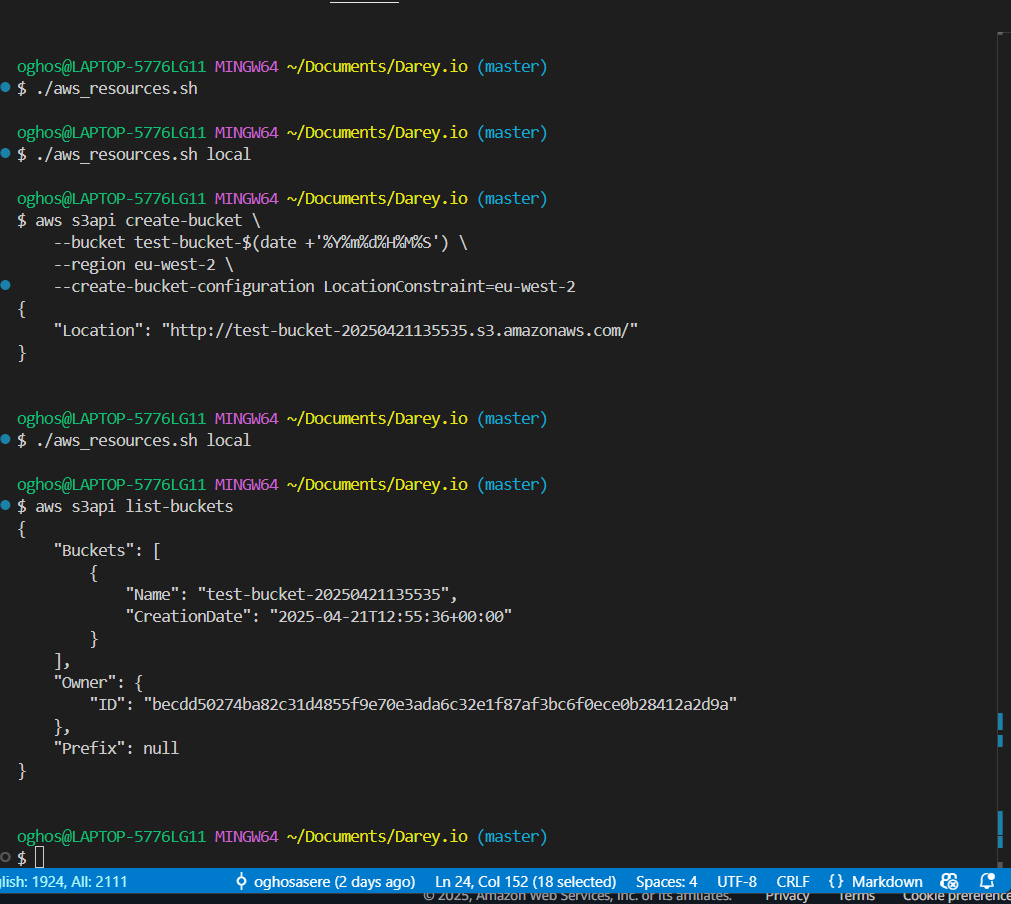 oghos@LAPTOP-5776LG11 MINGW64 ~/Documents/Darey.io (master)
$ ./aws_resources.sh
oghos@LAPTOP-5776LG11 MINGW64 ~/Documents/Darey.io (master)
$ ./aws_resources.sh local
oghos@LAPTOP-5776LG11 MINGW64 ~/Documents/Darey.io (master)
$ aws s3api create-bucket \
--bucket test-bucket-$(date +'%Y%m%d%H%M%S') \
--region eu-west-2 \
--create-bucket-configuration LocationConstraint=eu-west-2
{
"Location": "http://test-bucket-20250421135535.s3.amazonaws.com/"
}
oghos@LAPTOP-5776LG11 MINGW64 ~/Documents/Darey.io (master)
$ ./aws_resources.sh local
oghos@LAPTOP-5776LG11 MINGW64 ~/Documents/Darey.io (master)
$ aws s3api list-buckets
{
"Buckets": [
{
"Name": "test-bucket-20250421135535",
"CreationDate": "2025-04-21T12:55:36+00:00"
}
],
"Owner": {
"ID": "becdd50274ba82c31d4855f9e70e3ada6c32e1f87af3bc6f0ece0b28412a2d9a"
},
"Prefix": null
}
oghos@LAPTOP-5776LG11 MINGW64 ~/Documents/Darey.io (master)
$
glish: 1924, All: 2111 oghosasere (2 days ago) Ln 24, Col 152 (18 selected) Spaces: 4 UTF-8 CRLF {} Markdown
© 2025, Amazon Web Services, Inc. or its affiliates. Privacy Terms Cookie preference